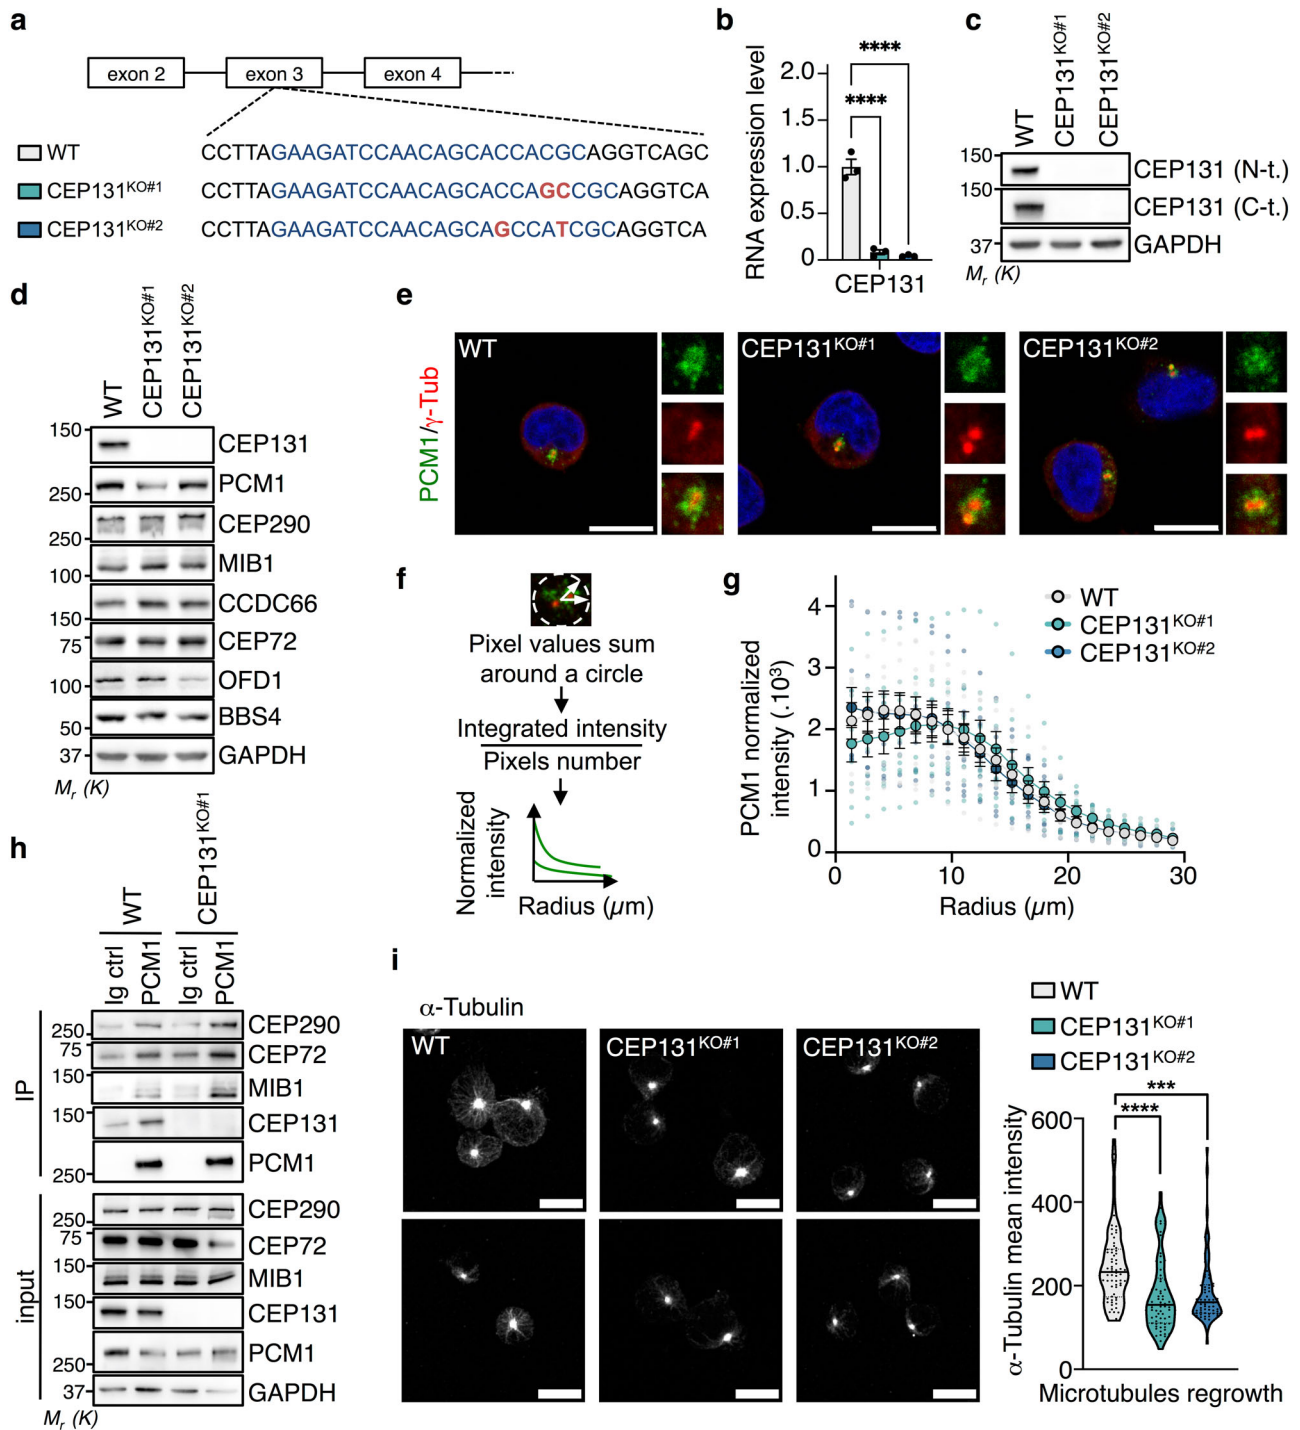 a
exon 2
exon 3
exon 4
WT
CCTTAGAAGATCCAACAGCACCACGCAGGTCAGC
CEP131KO#1
CCTTAGAAGATCCAACAGCACCAGCCCGCAGGTCA
CEP131KO#2
CCTTAGAAGATCCAACAGCAGCCATCGCAGGTCA
b
RNA expression level
2.0
1.5
1.0
0.5
0
****
****
CEP131
c
WT
CEP131KO#1
CEP131KO#2
150
CEP131 (N-t.)
150
CEP131 (C-t.)
37
GAPDH
Mr (K)
d
WT
CEP131KO#1
CEP131KO#2
150
CEP131
PCM1
250
CEP290
250
MIB1
100
CCDC66
150
CEP72
75
OFD1
100
BBS4
50
GAPDH
37
Mr (K)
e
PCM1/γ-Tub
WT
CEP131KO#1
CEP131KO#2
f
Pixel values sum
around a circle
Integrated intensity
Pixels number
Normalized
intensity
Radius (µm)
g
PCM1 normalized
intensity (.10³)
4
3
2
1
0
0
10
20
30
Radius (µm)
WT
CEP131KO#1
CEP131KO#2
h
WT
CEP131KO#1
Ig ctrl
PCM1
Ig ctrl
PCM1
IP
250
CEP290
75
CEP72
150
MIB1
150
CEP131
250
PCM1
input
250
CEP290
75
CEP72
150
MIB1
150
CEP131
250
PCM1
37
GAPDH
Mr (K)
i
α-Tubulin
WT
CEP131KO#1
CEP131KO#2
WT
CEP131KO#1
CEP131KO#2
α-Tubulin mean intensity
600
400
200
0
***
****
Microtubules regrowth